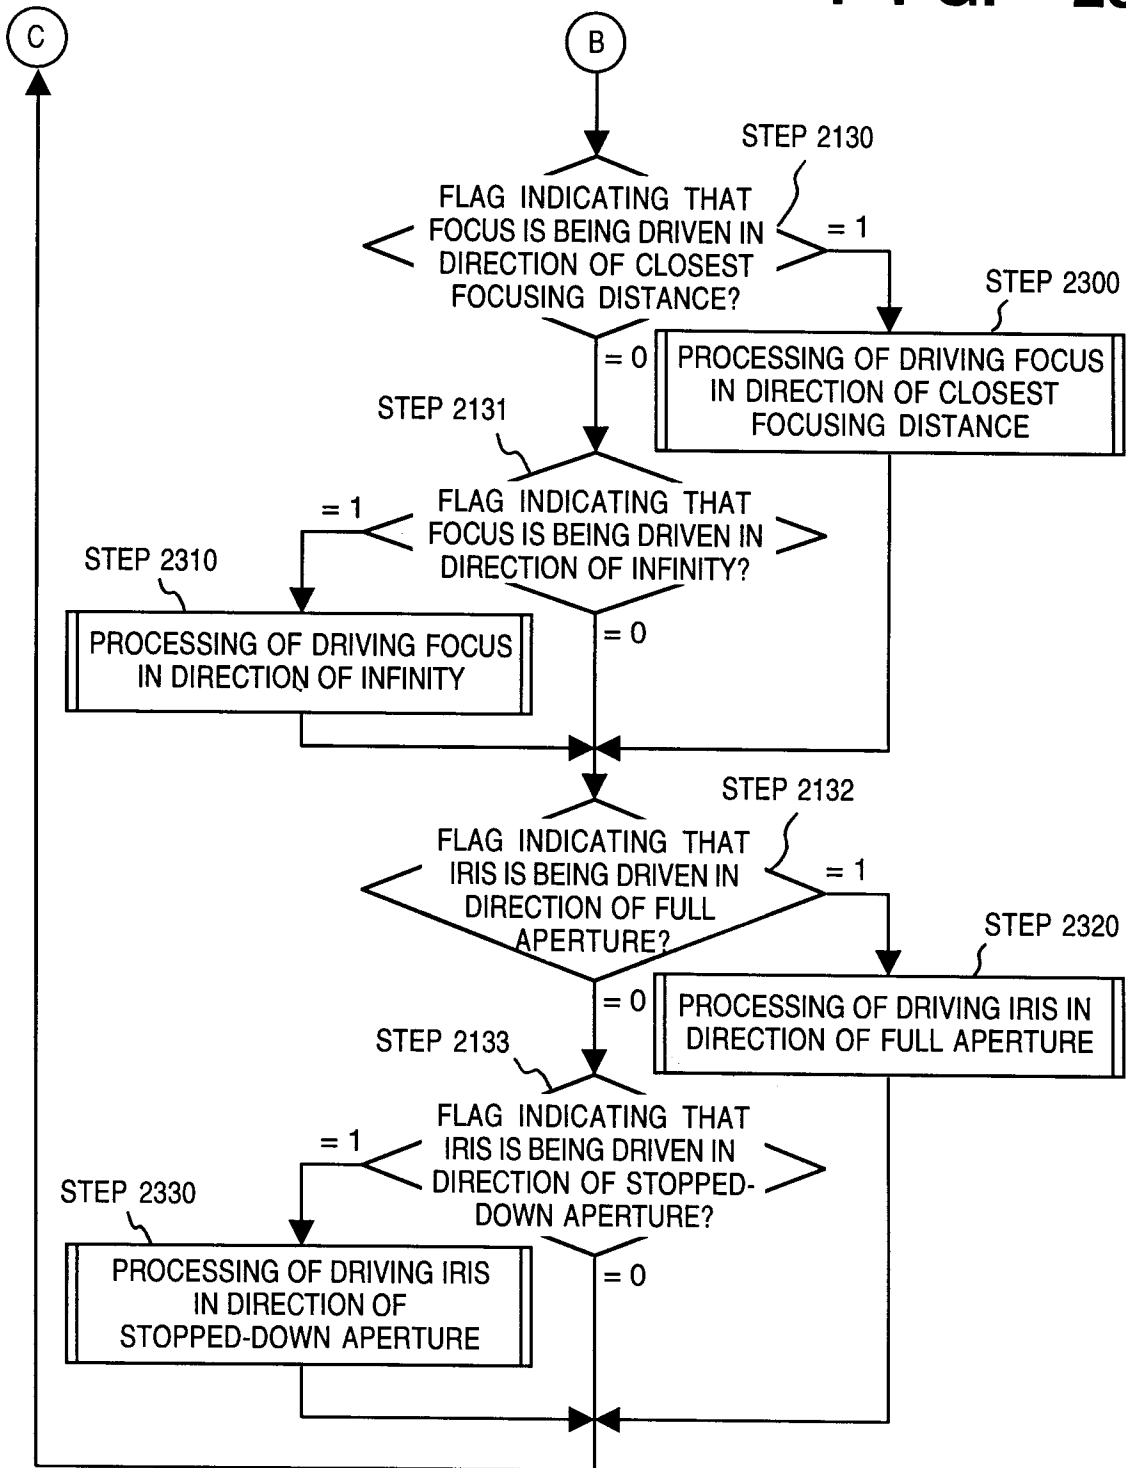 C
B
STEP 2130
FLAG INDICATING THAT
FOCUS IS BEING DRIVEN IN
DIRECTION OF CLOSEST
FOCUSING DISTANCE?
= 1
STEP 2300
= 0
PROCESSING OF DRIVING FOCUS
IN DIRECTION OF CLOSEST
FOCUSING DISTANCE
STEP 2131
FLAG INDICATING THAT
FOCUS IS BEING DRIVEN IN
DIRECTION OF INFINITY?
= 1
STEP 2310
= 0
PROCESSING OF DRIVING FOCUS
IN DIRECTION OF INFINITY
STEP 2132
FLAG INDICATING THAT
IRIS IS BEING DRIVEN IN
DIRECTION OF FULL
APERTURE?
= 1
STEP 2320
= 0
PROCESSING OF DRIVING IRIS IN
DIRECTION OF FULL APERTURE
STEP 2133
FLAG INDICATING THAT
IRIS IS BEING DRIVEN IN
DIRECTION OF STOPPED-
DOWN APERTURE?
= 1
STEP 2330
= 0
PROCESSING OF DRIVING IRIS
IN DIRECTION OF
STOPPED-DOWN APERTURE